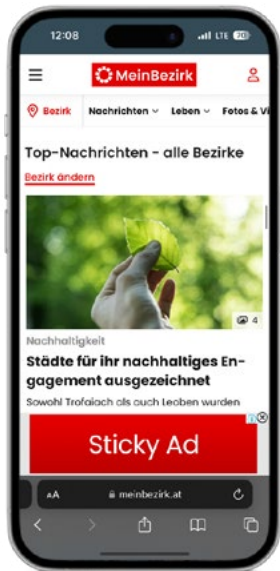 12:08 LTE 20
MeinBezirk
Bezirk Nachrichten Leben Fotos & Vi
Top-Nachrichten – alle Bezirke
Bezirk ändern
4
Nachhaltigkeit
Städte für ihr nachhaltiges En-
gagement ausgezeichnet
Sowohl Trofaiach als auch Leoben wurden
Sticky Ad
AA meinbezirk.at